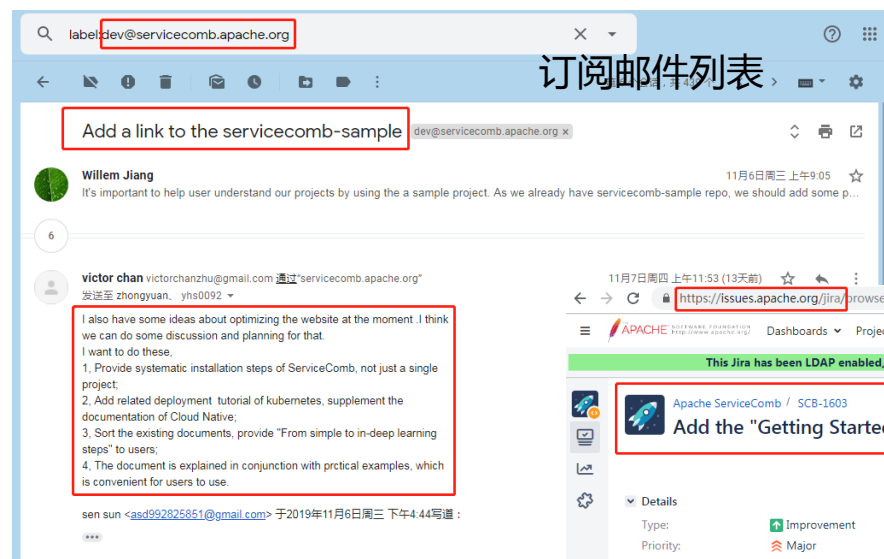 label:dev@servicecomb.apache.org
订阅邮件列表
Add a link to the servicecomb-sample
dev@servicecomb.apache.org ×
Willem Jiang
11月6日周三 上午9:05
It's important to help user understand our projects by using the a sample project. As we already have servicecomb-sample repo, we should add some p...
6
victor chan victorchanzhu@gmail.com 通过"servicecomb.apache.org"
11月7日周四 上午11:53 (13天前)
发送至 zhongyuan、 yhs0092
I also have some ideas about optimizing the website at the moment .I think
we can do some discussion and planning for that.
I want to do these,
1, Provide systematic installation steps of ServiceComb, not just a single
project;
2, Add related deployment tutorial of kubernetes, supplement the
documentation of Cloud Native;
3, Sort the existing documents, provide "From simple to in-deep learning
steps" to users;
4, The document is explained in conjunction with prctical examples, which
is convenient for users to use.
sen sun <asd992825851@gmail.com> 于2019年11月6日周三 下午4:44写道：
https://issues.apache.org/jira/browse
APACHE
SOFTWARE FOUNDATION
http://www.apache.org/
Dashboards
Projec
This Jira has been LDAP enabled,
Apache ServiceComb / SCB-1603
Add the "Getting Starte
Details
Type:
Improvement
Priority:
Major